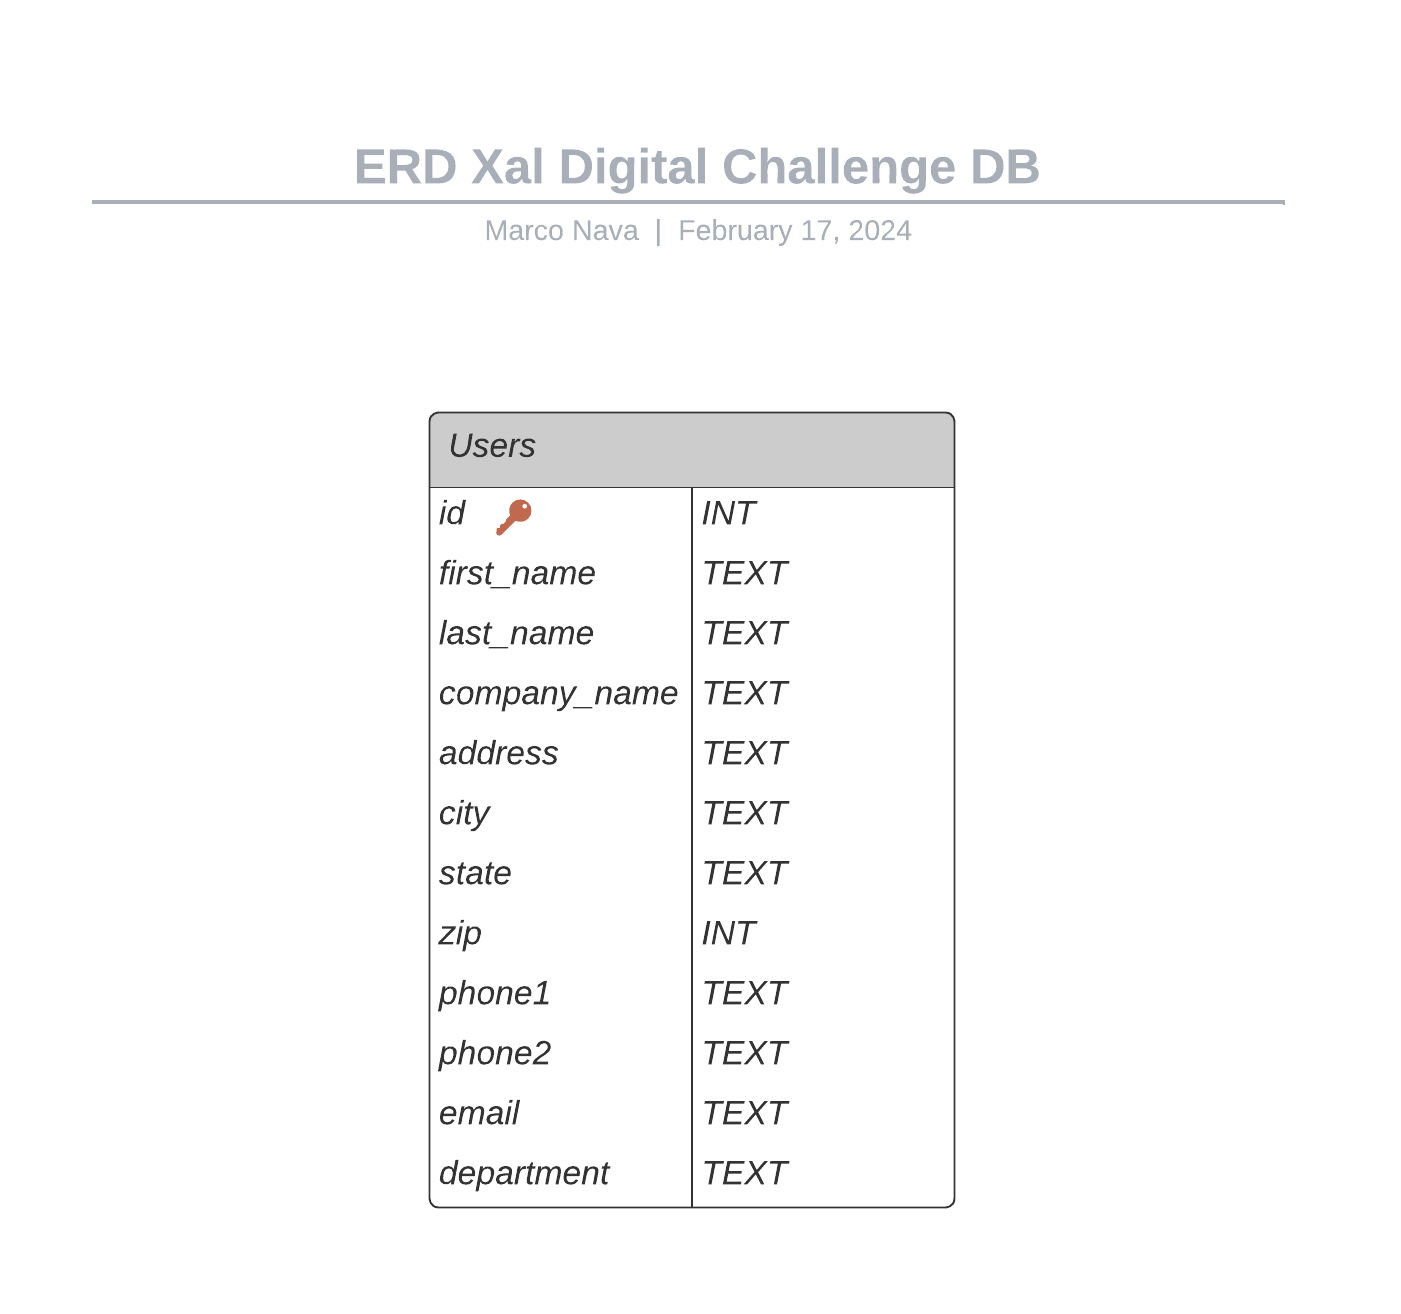 ERD Xal Digital Challenge DB
Marco Nava | February 17, 2024
Users
id INT
first_name TEXT
last_name TEXT
company_name TEXT
address TEXT
city TEXT
state TEXT
zip INT
phone1 TEXT
phone2 TEXT
email TEXT
department TEXT